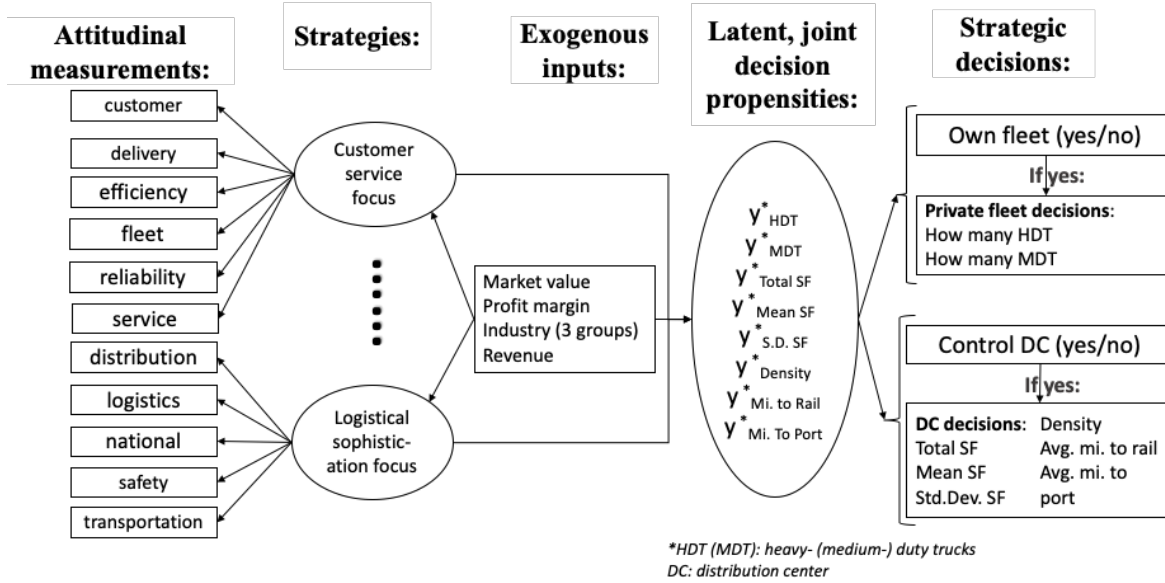 Attitudinal
measurements:
customer
delivery
efficiency
fleet
reliability
service
distribution
logistics
national
safety
transportation
Strategies:
Customer
service
focus
Logistical
sophistic-
ation focus
Exogenous
inputs:
Market value
Profit margin
Industry (3 groups)
Revenue
Latent, joint
decision
propensities:
y*HDT
y*MDT
y*Total SF
y*Mean SF
y*S.D. SF
y*Density
y*Mi. to Rail
y*Mi. To Port
Strategic
decisions:
Own fleet (yes/no)
If yes:
Private fleet decisions:
How many HDT
How many MDT
Control DC (yes/no)
If yes:
DC decisions: Density
Total SF Avg. mi. to rail
Mean SF Avg. mi. to
Std.Dev. SF port
*HDT (MDT): heavy- (medium-) duty trucks
DC: distribution center